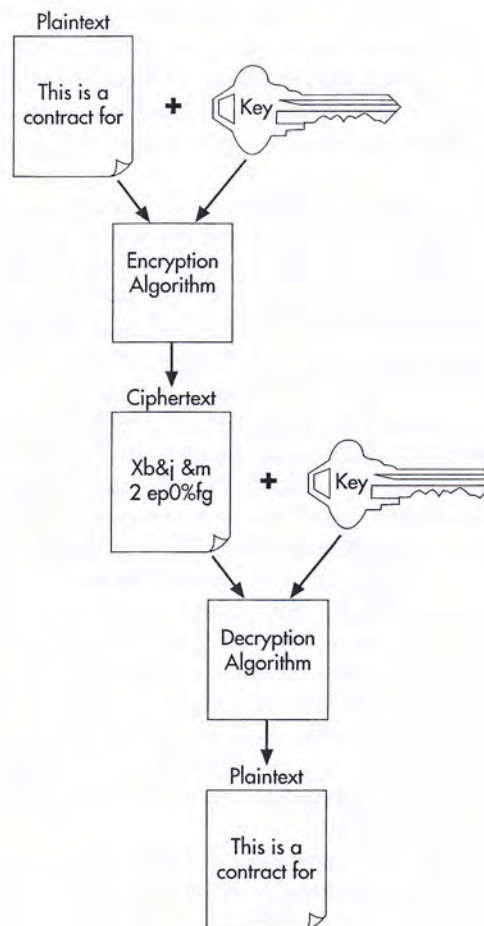 Plaintext
This is a
contract for
+
Key
Encryption
Algorithm
Ciphertext
Xb&j &m
2 ep0%fg
+
Key
Decryption
Algorithm
Plaintext
This is a
contract for